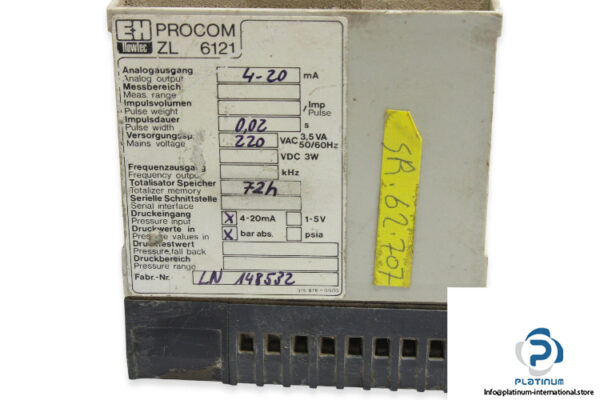 EH PROCOM
flowtec ZL 6121
Analogausgang 4-20 mA
Analog output
Messbereich
Meas. range
Impulsvolumen /Imp
Pulse weight Pulse
Impulsdauer 0,02 s
Pulse width
Versorgungssp. 220 VAC 3,5 VA
Mains voltage 50/60Hz
VDC 3W
Frequenzausgang kHz
Frequency output
Totalisator Speicher 72h
Totalizer memory
Serielle Schnittstelle
Serial interface
Druckeingang X 4-20mA 1-5V
Pressure input
Druckwerte in X bar abs. psia
Pressure values in
Druckfestwert
Pressure fall back
Druckbereich
Pressure range
Fabr.-Nr. LN 148532
SR.62.707
PLATINUM
Info@platinum-international.store